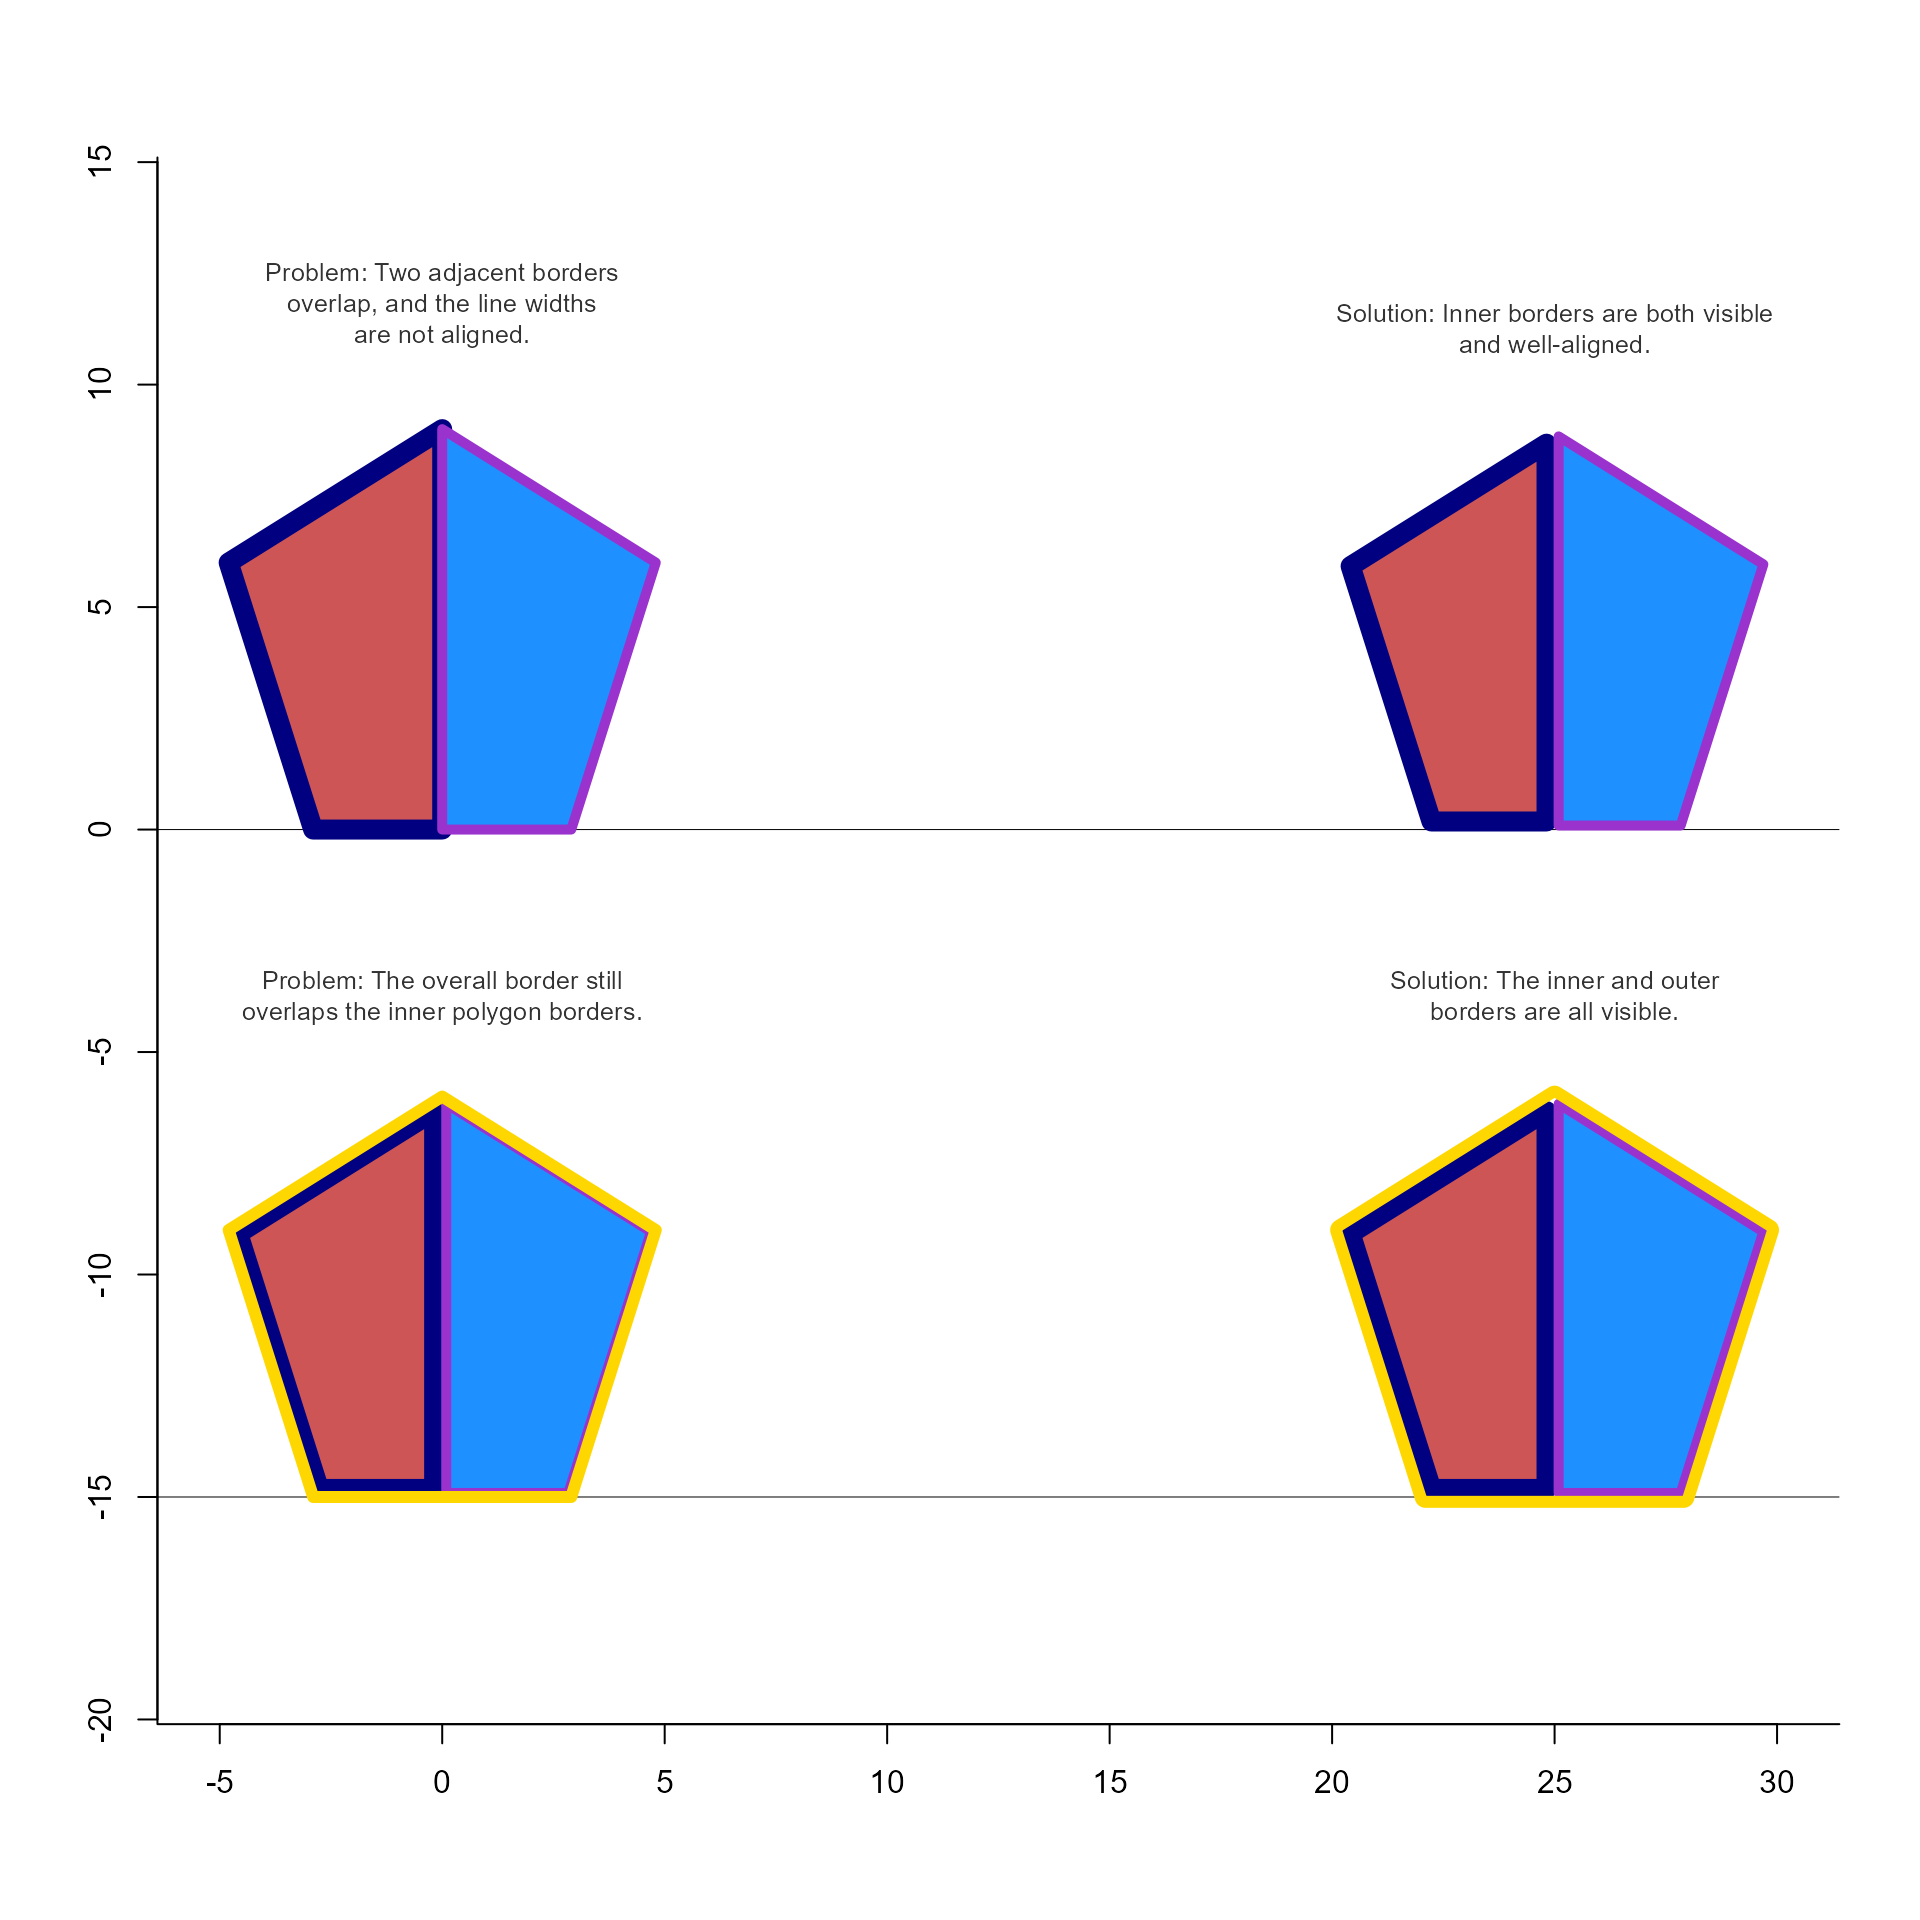 15
10
5
0
-5
-10
-15
-20
Problem: Two adjacent borders
overlap, and the line widths
are not aligned.
Solution: Inner borders are both visible
and well-aligned.
Problem: The overall border still
overlaps the inner polygon borders.
Solution: The inner and outer
borders are all visible.
-5 0 5 10 15 20 25 30